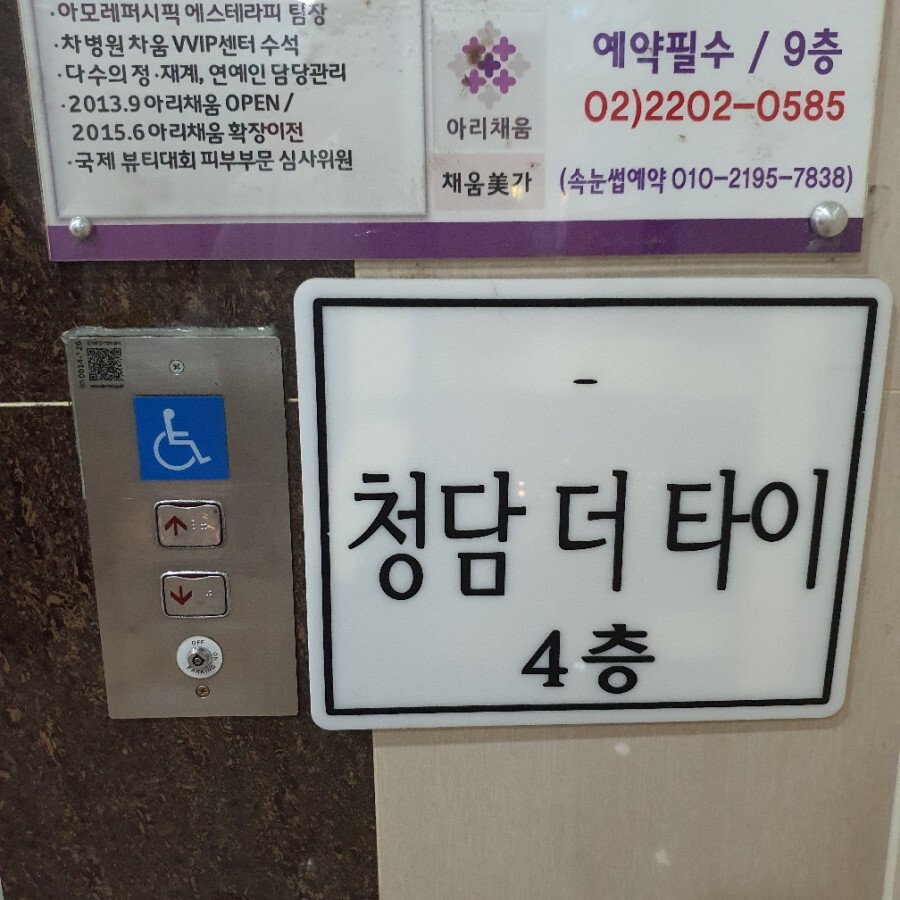 ·아모레퍼시픽 에스테라피 팀장
·차병원 차움 VVIP센터 수석
·다수의 정·재계, 연예인 담당관리
·2013.9 아리채움 OPEN /
2015.6 아리채움 확장이전
·국제 뷰티대회 피부부문 심사위원
아리채움
채움美가
예약필수 / 9층
02)2202-0585
(속눈썹예약 010-2195-7838)
청담 더 타이
4층
OFF
ON
PARKING